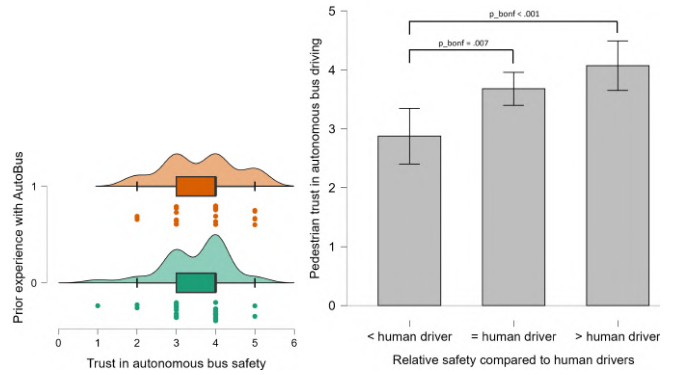 Prior experience with AutoBus
1
0
0
1
2
3
4
5
6
Trust in autonomous bus safety
Pedestrian trust in autonomous bus driving
5
4
3
2
1
0
p_bonf < .001
p_bonf = .007
< human driver
= human driver
> human driver
Relative safety compared to human drivers